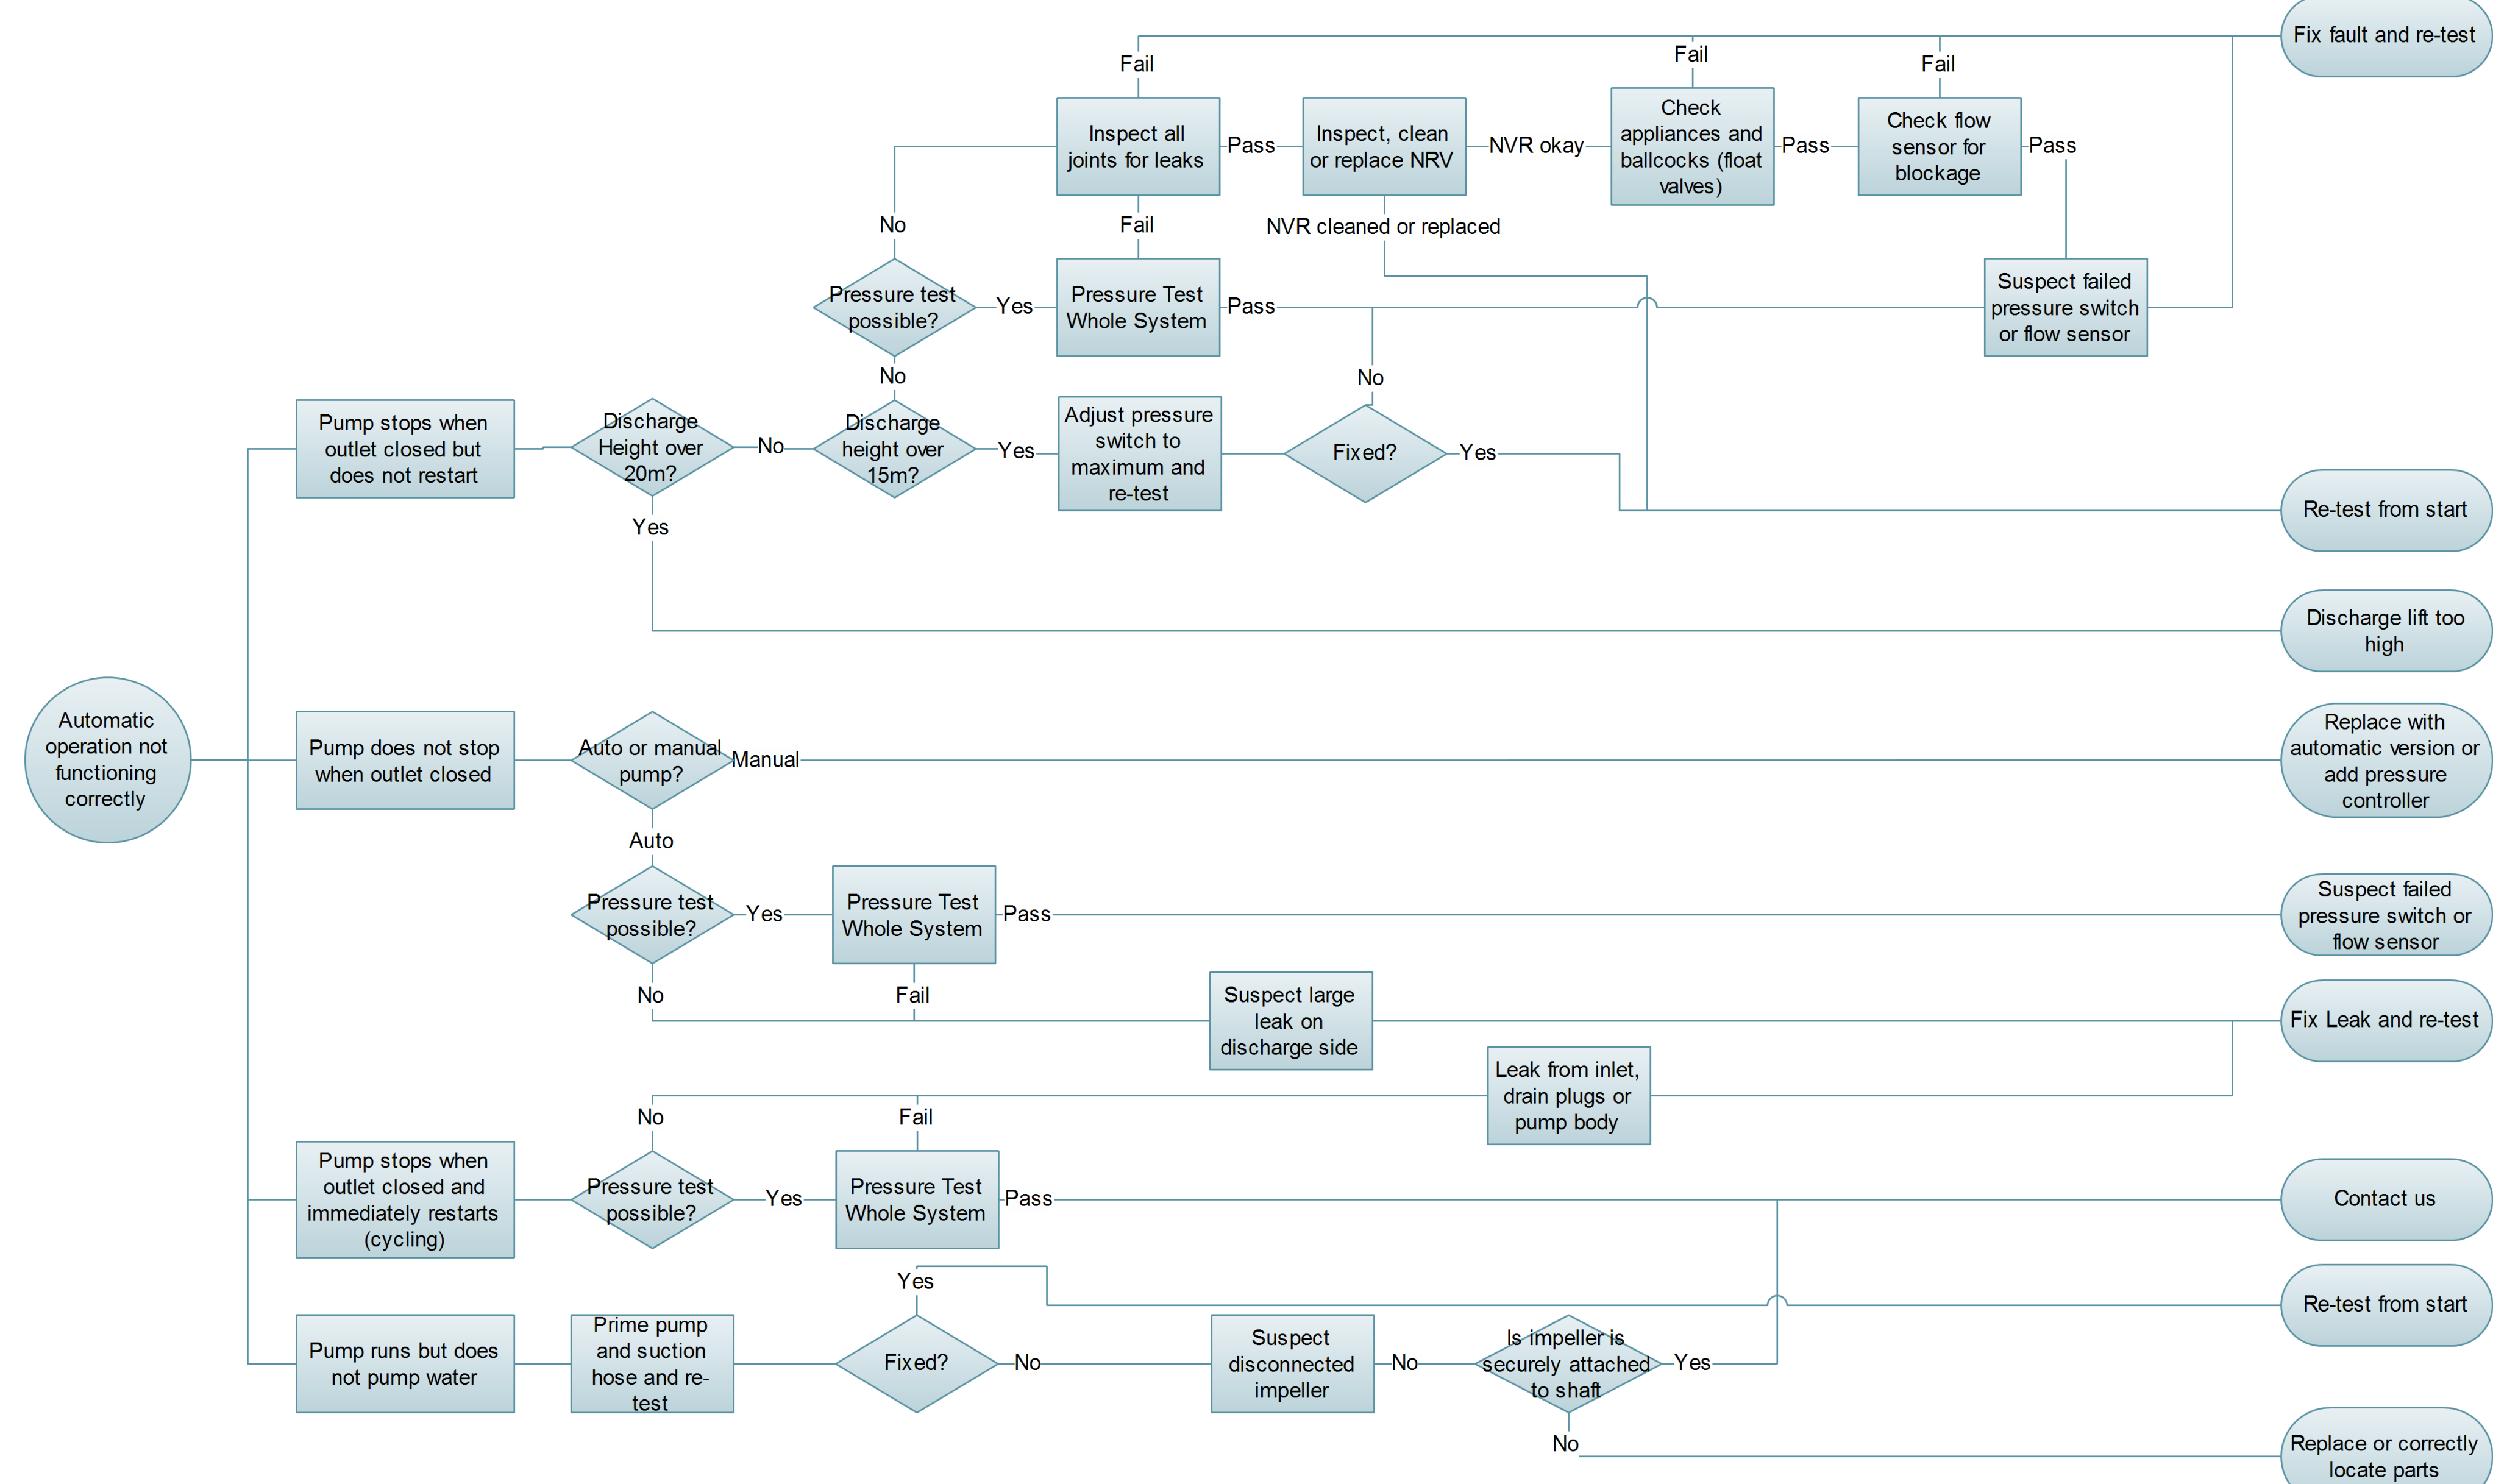 Fix fault and re-test
Fail
Fail
Fail
Inspect all
joints for leaks
Pass
Inspect, clean
or replace NRV
NVR okay
Check
appliances and
ballcocks (float
valves)
Pass
Check flow
sensor for
blockage
Pass
No
Fail
NVR cleaned or replaced
Pressure test
possible?
Yes
Pressure Test
Whole System
Pass
Suspect failed
pressure switch
or flow sensor
No
No
Pump stops when
outlet closed but
does not restart
Discharge
Height over
20m?
No
Discharge
height over
15m?
Yes
Adjust pressure
switch to
maximum and
re-test
Fixed?
Yes
Re-test from start
Yes
Discharge lift too
high
Automatic
operation not
functioning
correctly
Pump does not stop
when outlet closed
Auto or manual
pump?
Manual
Replace with
automatic version or
add pressure
controller
Auto
Pressure test
possible?
Yes
Pressure Test
Whole System
Pass
Suspect failed
pressure switch or
flow sensor
No
Fail
Suspect large
leak on
discharge side
Fix Leak and re-test
Leak from inlet,
drain plugs or
pump body
No
Fail
Pump stops when
outlet closed and
immediately restarts
(cycling)
Pressure test
possible?
Yes
Pressure Test
Whole System
Pass
Contact us
Yes
Re-test from start
Pump runs but does
not pump water
Prime pump
and suction
hose and re-
test
Fixed?
No
Suspect
disconnected
impeller
No
Is impeller is
securely attached
to shaft
Yes
No
Replace or correctly
locate parts